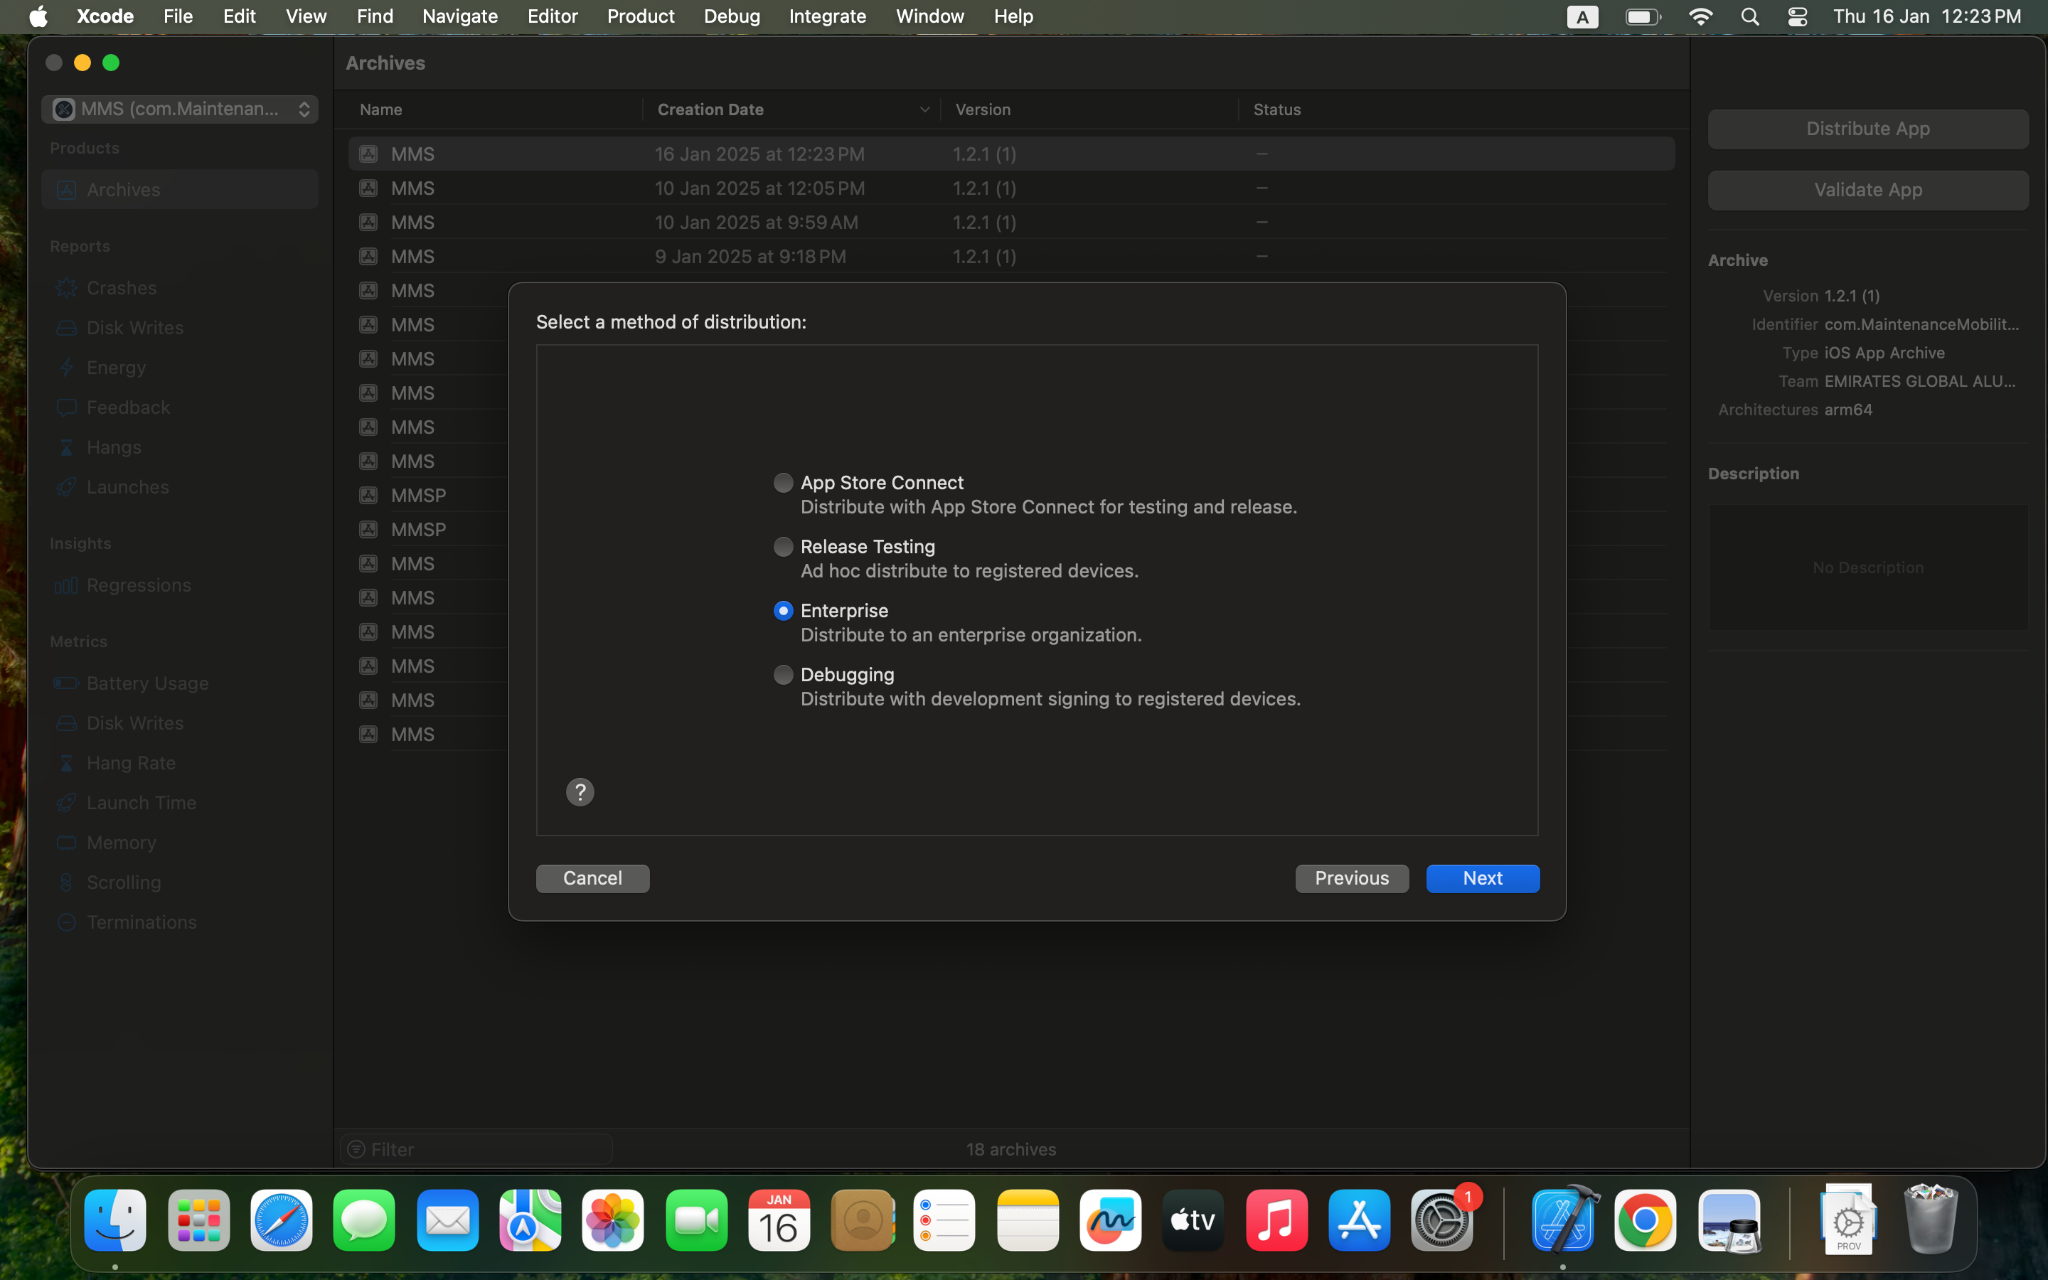 Xcode File Edit View Find Navigate Editor Product Debug Integrate Window Help A Thu 16 Jan 12:23 PM
Archives
MMS (com.Maintenan...
Products
Archives
Reports
Crashes
Disk Writes
Energy
Feedback
Hangs
Launches
Insights
Regressions
Metrics
Battery Usage
Disk Writes
Hang Rate
Launch Time
Memory
Scrolling
Terminations
Name Creation Date Version Status
MMS 16 Jan 2025 at 12:23 PM 1.2.1 (1) --
MMS 10 Jan 2025 at 12:05 PM 1.2.1 (1) --
MMS 10 Jan 2025 at 9:59 AM 1.2.1 (1) --
MMS 9 Jan 2025 at 9:18 PM 1.2.1 (1) --
MMS
MMS
MMS
MMS
MMS
MMS
MMSP
MMSP
MMS
MMS
MMS
MMS
MMS
MMS
Select a method of distribution:
App Store Connect
Distribute with App Store Connect for testing and release.
Release Testing
Ad hoc distribute to registered devices.
Enterprise
Distribute to an enterprise organization.
Debugging
Distribute with development signing to registered devices.
?
Cancel Previous Next
Filter
18 archives
Distribute App
Validate App
Archive
Version 1.2.1 (1)
Identifier com.MaintenanceMobilit...
Type iOS App Archive
Team EMIRATES GLOBAL ALU...
Architectures arm64
Description
No Description
JAN
16
tv
1
PROV